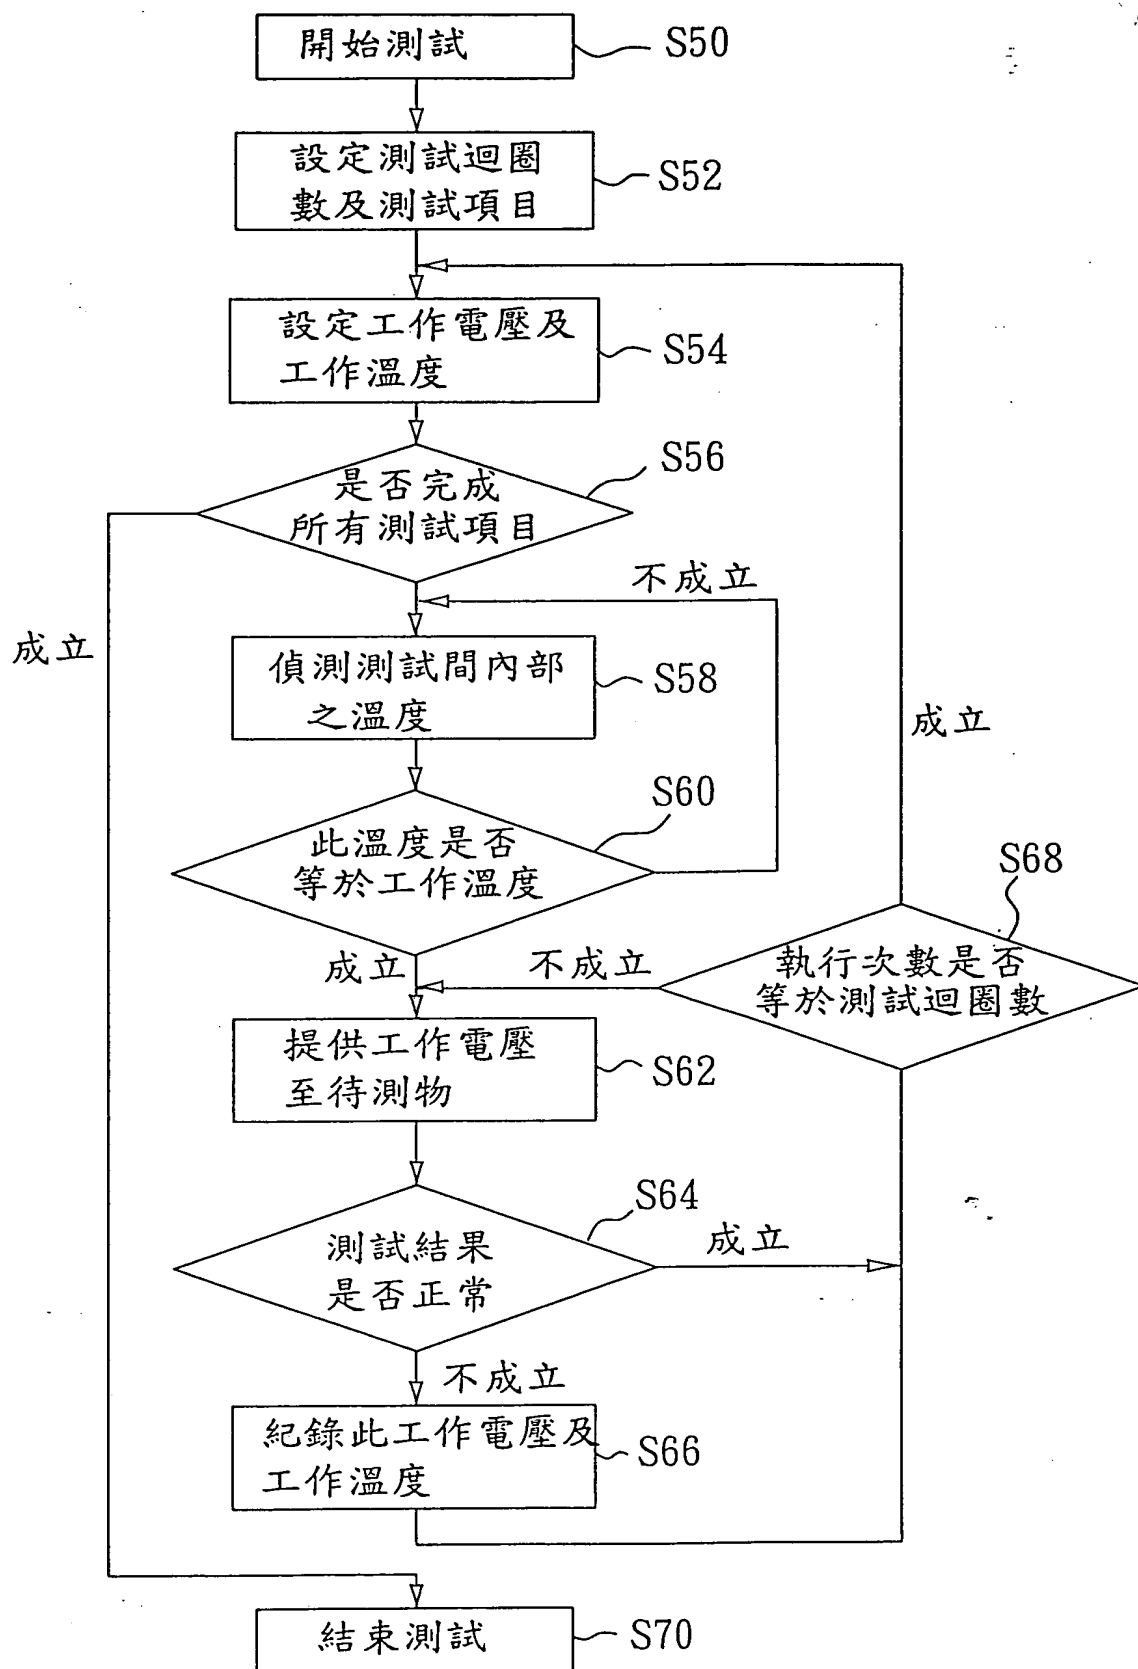 開始測試
S50
設定測試迴圈
數及測試項目
S52
設定工作電壓及
工作溫度
S54
S56
是否完成
所有測試項目
不成立
成立
偵測測試間內部
之溫度
S58
成立
S60
此溫度是否
等於工作溫度
S68
成立
不成立
執行次數是否
等於測試迴圈數
提供工作電壓
至待測物
S62
S64
測試結果
是否正常
成立
不成立
紀錄此工作電壓及
工作溫度
S66
結束測試
S70